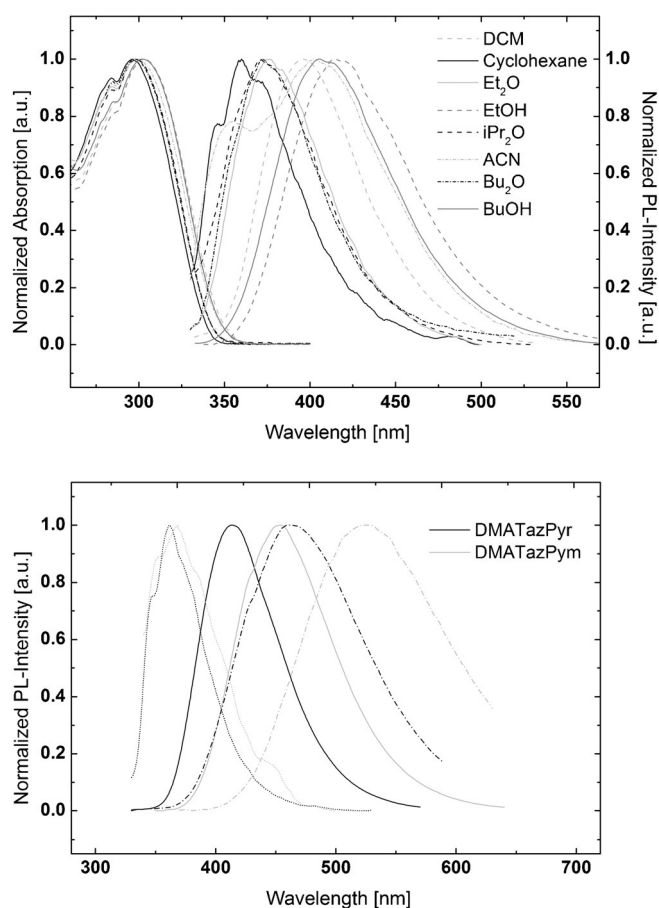 Normalized Absorption [a.u.]
1.0
0.8
0.6
0.4
0.2
0.0
DCM
Cyclohexane
Et₂O
EtOH
iPr₂O
ACN
Bu₂O
BuOH
1.0
0.8
0.6
0.4
0.2
0.0
Normalized PL-Intensity [a.u.]
300 350 400 450 500 550
Wavelength [nm]
Normalized PL-Intensity [a.u.]
1.0
0.8
0.6
0.4
0.2
0.0
DMATazPyr
DMATazPym
300 400 500 600 700
Wavelength [nm]